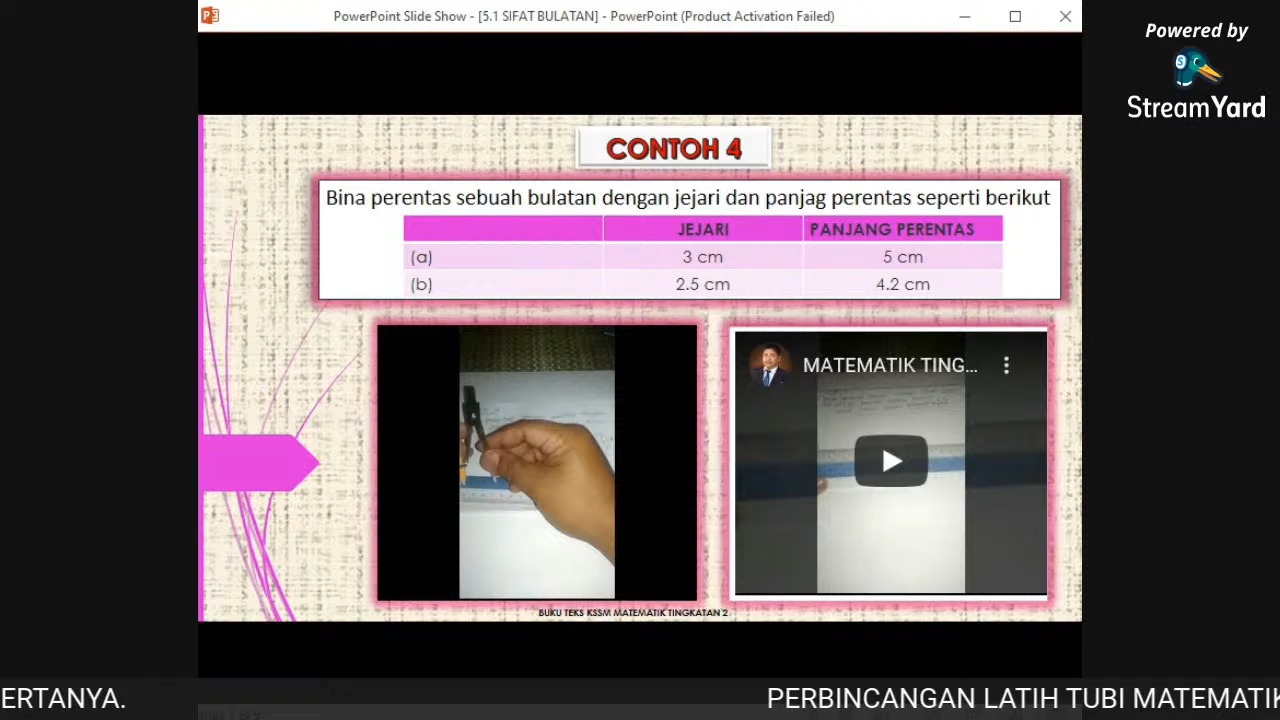 PowerPoint Slide Show - [5.1 SIFAT BULATAN] - PowerPoint (Product Activation Failed)
Powered by
StreamYard
CONTOH 4
Bina perentas sebuah bulatan dengan jejari dan panjag perentas seperti berikut
JEJARI PANJANG PERENTAS
(a) 3 cm 5 cm
(b) 2.5 cm 4.2 cm
MATEMATIK TING...
BUKU TEKS KSSM MATEMATIK TINGKATAN 2
ERTANYA. PERBINCANGAN LATIH TUBI MATEMATIK